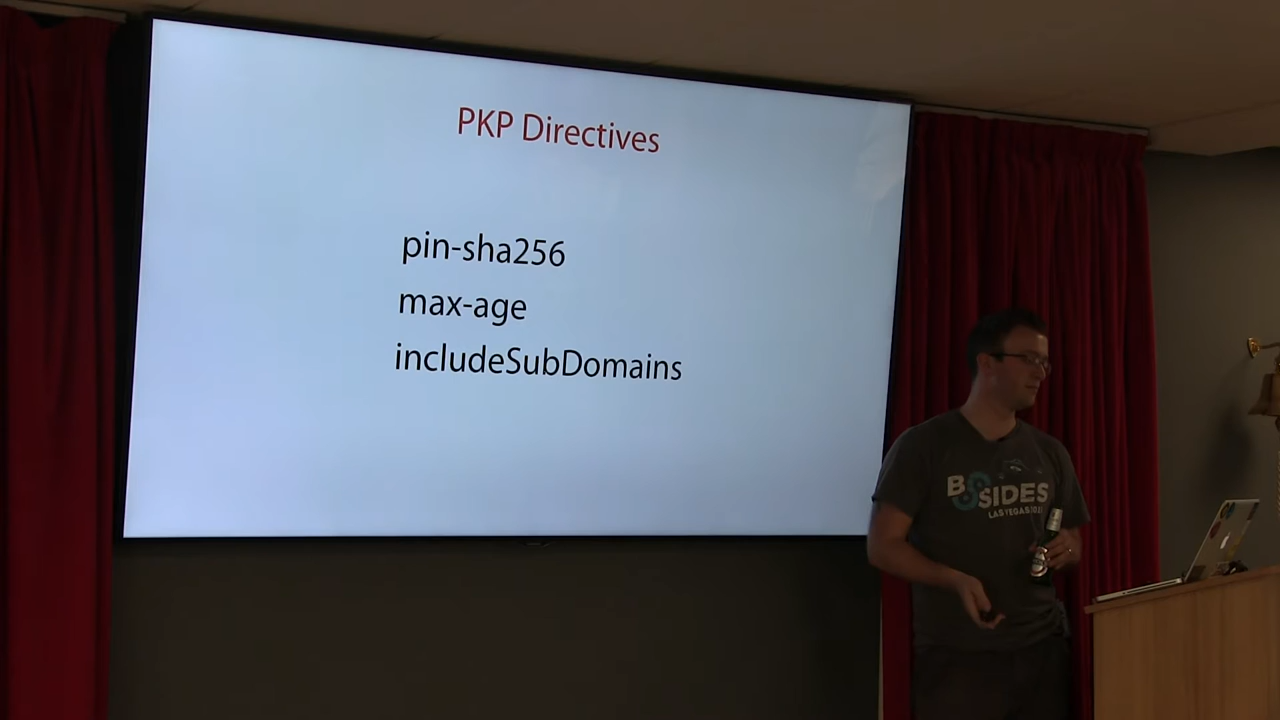 PKP Directives
pin-sha256
max-age
includeSubDomains
BSIDES
LAS VEGAS